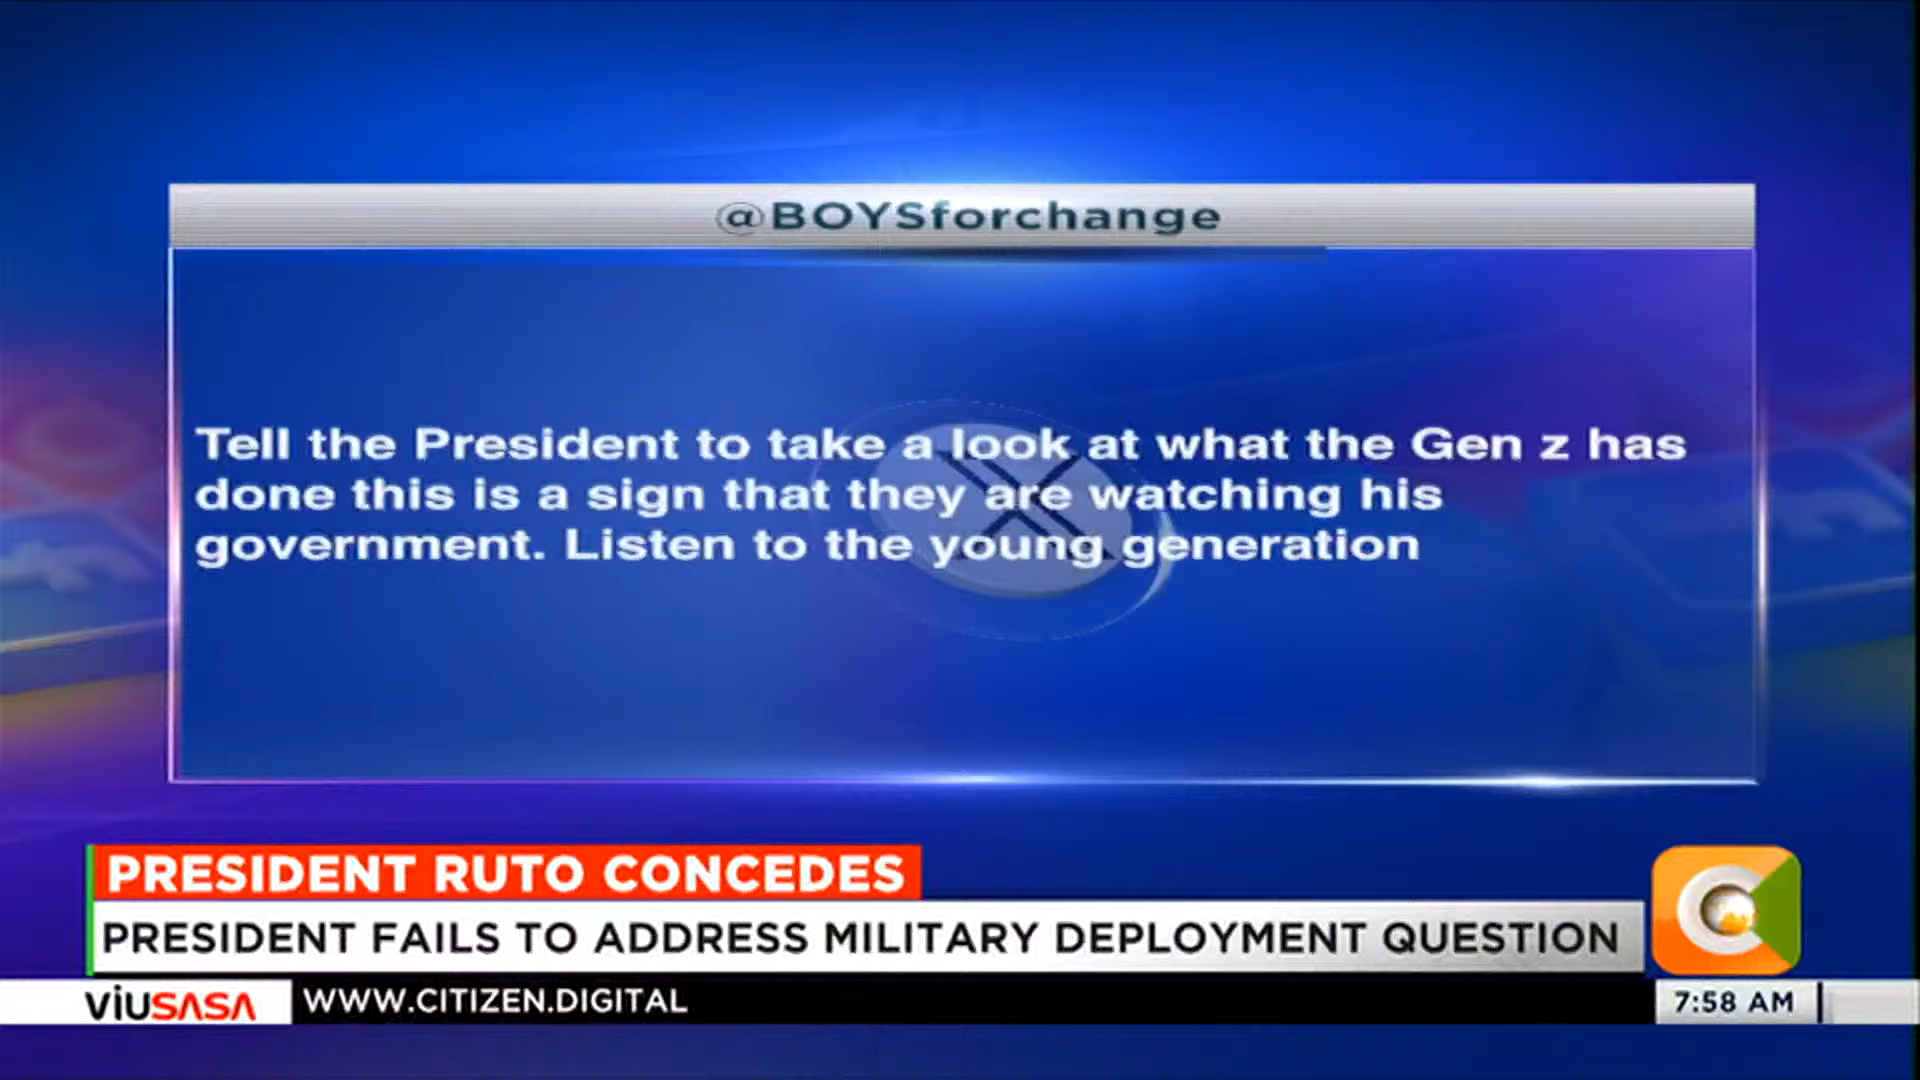 @BOYSforchange
Tell the President to take a look at what the Gen z has
done this is a sign that they are watching his
government. Listen to the young generation
PRESIDENT RUTO CONCEDES
PRESIDENT FAILS TO ADDRESS MILITARY DEPLOYMENT QUESTION
viusasa WWW.CITIZEN.DIGITAL
7:58 AM